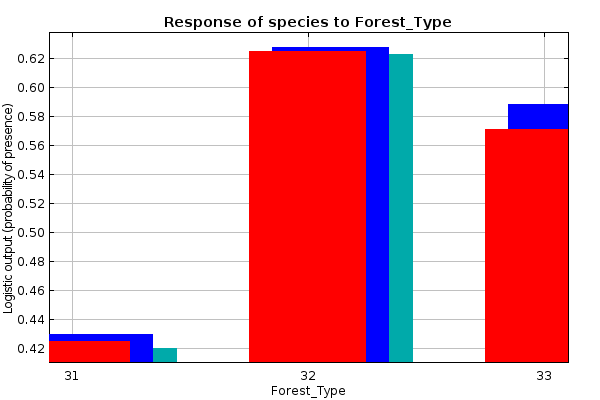 Response of species to Forest_Type
Logistic output (probability of presence)
0.62
0.60
0.58
0.56
0.54
0.52
0.50
0.48
0.46
0.44
0.42
31 32 33
Forest_Type